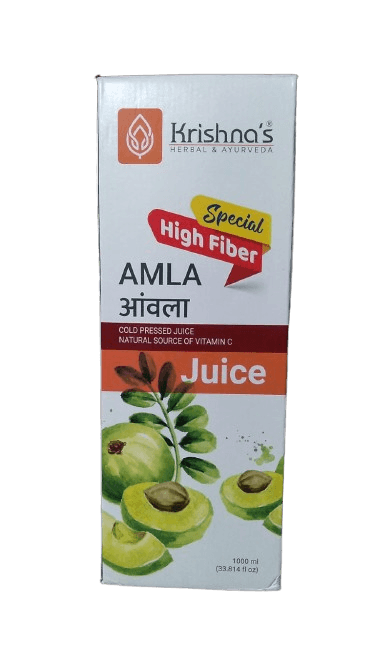 Krishna's®
HERBAL & AYURVEDA
Special
High Fiber
AMLA
आंवला
COLD PRESSED JUICE
NATURAL SOURCE OF VITAMIN C
Juice
1000 ml
(33.814 fl oz)